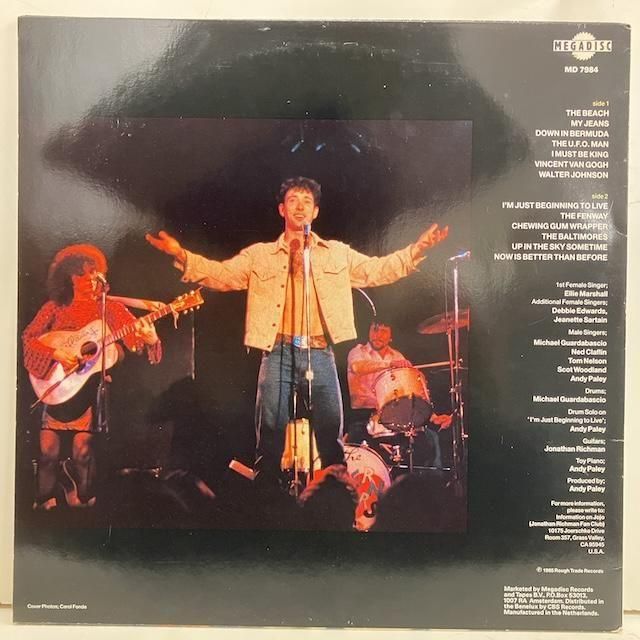 MEGADISC
MD 7984
side 1
THE BEACH
MY JEANS
DOWN IN BERMUDA
THE U.F.O. MAN
I MUST BE KING
VINCENT VAN GOGH
WALTER JOHNSON
side 2
I'M JUST BEGINNING TO LIVE
THE FENWAY
CHEWING GUM WRAPPER
THE BALTIMORES
UP IN THE SKY SOMETIME
NOW IS BETTER THAN BEFORE
1st Female Singer;
Ellie Marshall
Additional Female Singers;
Debbie Edwards,
Jeanette Sartain
Male Singers;
Michael Guardabascio
Ned Claflin
Tom Nelson
Scot Woodland
Andy Paley
Drums;
Michael Guardabascio
Drum Solo on
'I'm Just Beginning to Live';
Andy Paley
Guitars;
Jonathan Richman
Toy Piano;
Andy Paley
Produced by;
Andy Paley
For more information,
please write to:
Information on Jojo
(Jonathan Richman Fan Club)
10175 Joerschke Drive
Room 357, Grass Valley,
CA 95945
U.S.A.
℗ 1985 Rough Trade Records
Marketed by Megadisc Records
and Tapes B.V., P.O.Box 53013,
1007 RA Amsterdam. Distributed in
the Benelux by CBS Records.
Manufactured in the Netherlands.
Cover Photos; Carol Fonde